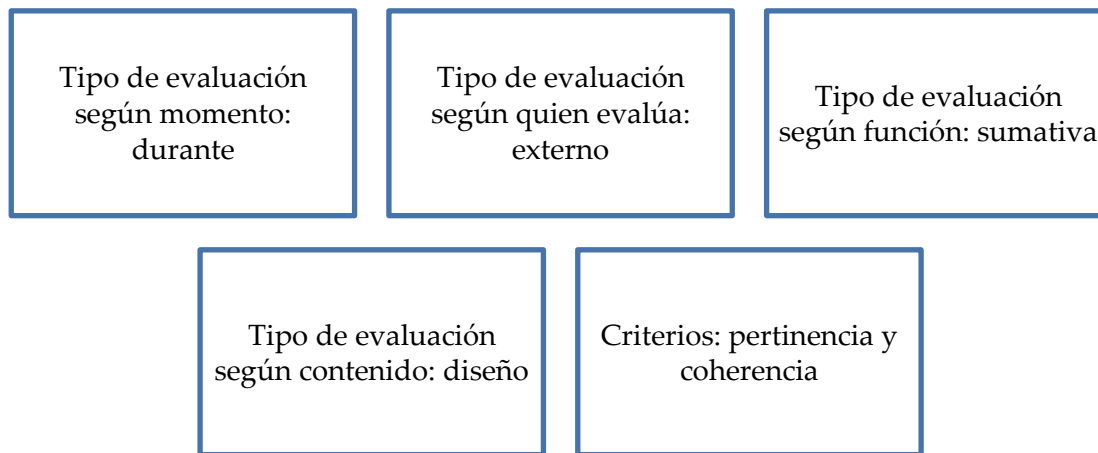 Tipo de evaluación
según momento:
durante
Tipo de evaluación
según quien evalúa:
externo
Tipo de evaluación
según función: sumativa
Tipo de evaluación
según contenido: diseño
Criterios: pertinencia y
coherencia